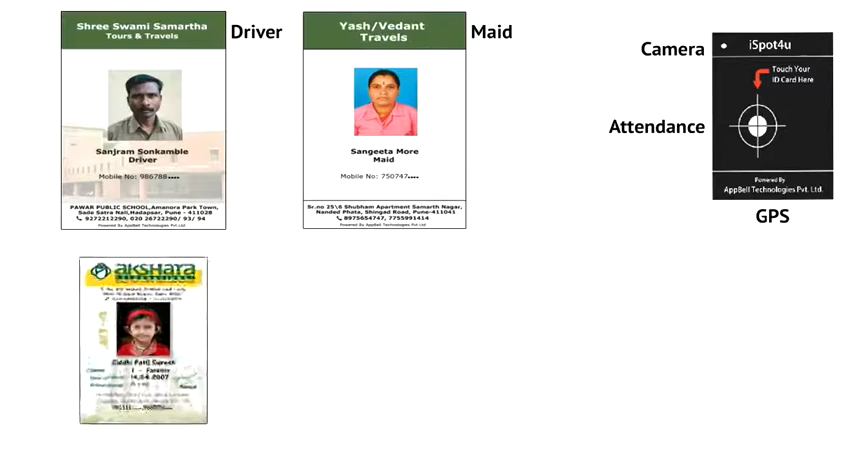 Shree Swami Samartha
Tours & Travels
Driver
Sanjram Sonkamble
Driver
Mobile No: 986788....
PAWAR PUBLIC SCHOOL,Amanora Park Town,
Sade Satra Nali,Hadapsar, Pune - 411028
9272212290, 020 26722290/ 93/ 94
Powered By AppBell Technologies Pvt Ltd
Yash/Vedant
Travels
Maid
Sangeeta More
Maid
Mobile No: 750747....
Sr.no 25\6 Shubham Apartment Samarth Nagar,
Nanded Phata, Shingad Road, Pune-411041
8975654747, 7755991414
Powered By AppBell Technologies Pvt Ltd
Camera
iSpot4u
Touch Your
ID Card Here
Attendance
Powered By
AppBell Technologies Pvt. Ltd.
GPS
akshara
Siddhi Patil Suresh